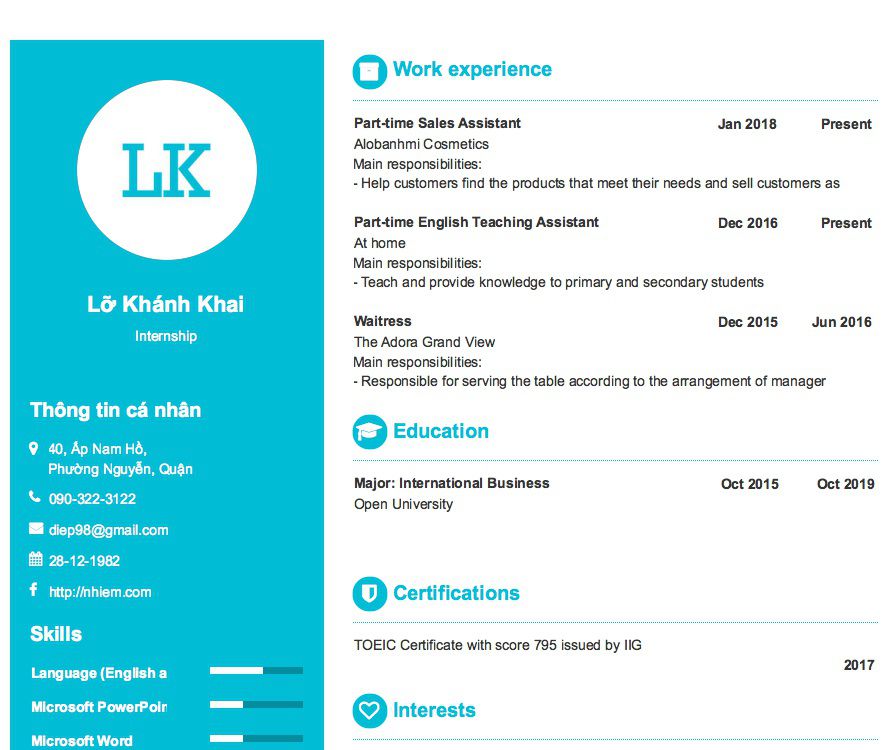 LK
Lỡ Khánh Khai
Internship
Thông tin cá nhân
40, Ấp Nam Hồ,
Phường Nguyễn, Quận
090-322-3122
diep98@gmail.com
28-12-1982
http://nhiem.com
Skills
Language (English a
Microsoft PowerPoin
Microsoft Word
Work experience
Part-time Sales Assistant Jan 2018 Present
Alobanhmi Cosmetics
Main responsibilities:
- Help customers find the products that meet their needs and sell customers as
Part-time English Teaching Assistant Dec 2016 Present
At home
Main responsibilities:
- Teach and provide knowledge to primary and secondary students
Waitress Dec 2015 Jun 2016
The Adora Grand View
Main responsibilities:
- Responsible for serving the table according to the arrangement of manager
Education
Major: International Business Oct 2015 Oct 2019
Open University
Certifications
TOEIC Certificate with score 795 issued by IIG
2017
Interests